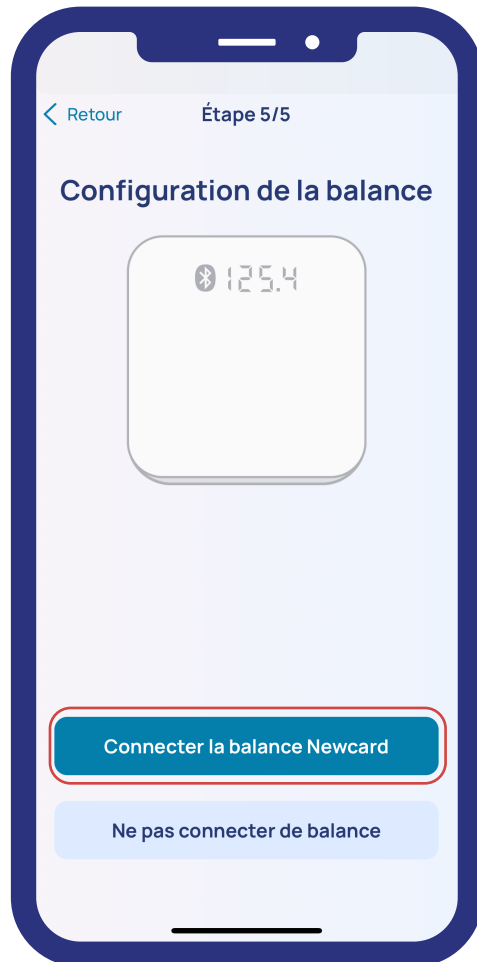 Retour
Étape 5/5
Configuration de la balance
125.4
Connecter la balance Newcard
Ne pas connecter de balance